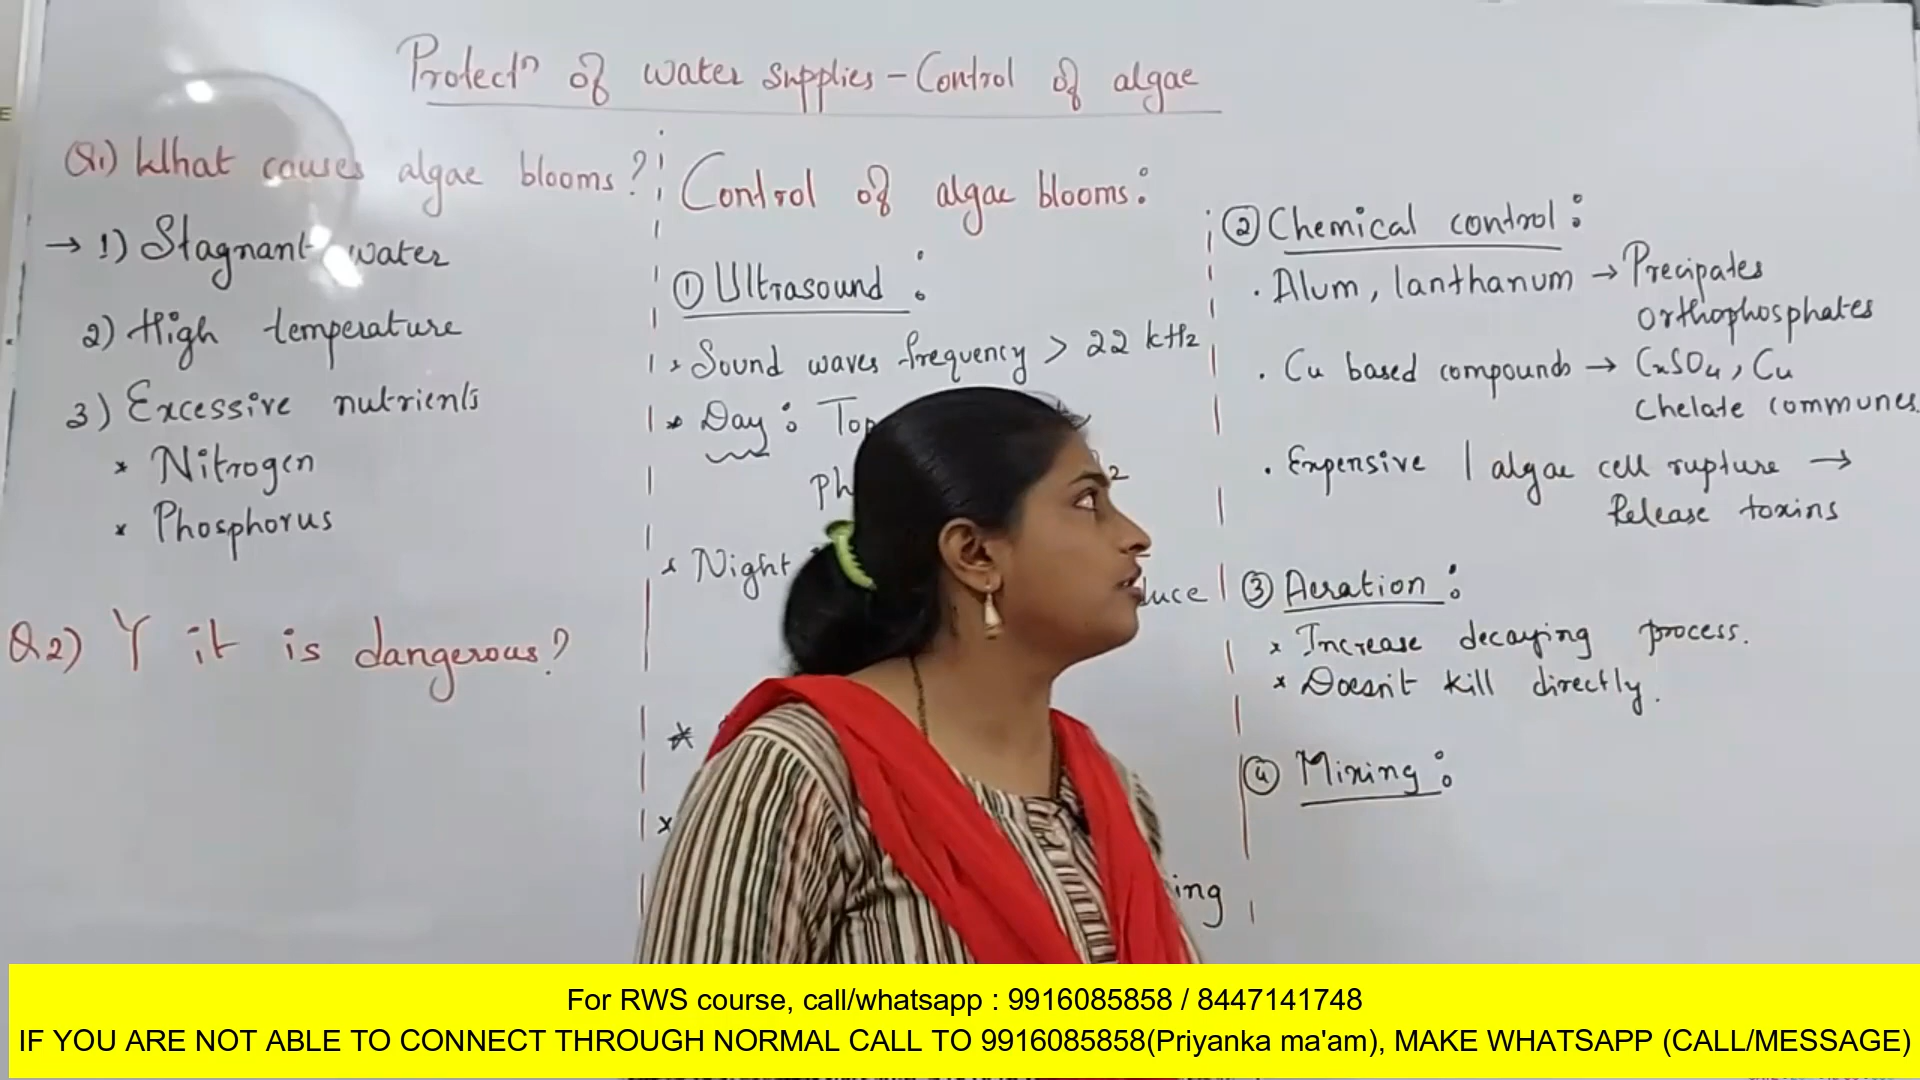 Protectn of water supplies - Control of algae
Q1) What causes algae blooms?
→ 1) Stagnant water
2) High temperature
3) Excessive nutrients
* Nitrogen
* Phosphorus
Q2) Y it is dangerous?
Control of algae blooms:
① Ultrasound:
* Sound waves frequency > 22 kHz
* Day: Top
Ph
2
* Night
duce
*
*
ing
② Chemical control:
. Alum, lanthanum → Precipates
orthophosphates
. Cu based compounds → CuSO4, Cu
chelate communes
. Expensive | algae cell rupture →
Release toxins
③ Aeration:
* Increase decaying process.
* Doesn't kill directly.
④ Mixing:
For RWS course, call/whatsapp : 9916085858 / 8447141748
IF YOU ARE NOT ABLE TO CONNECT THROUGH NORMAL CALL TO 9916085858(Priyanka ma'am), MAKE WHATSAPP (CALL/MESSAGE)